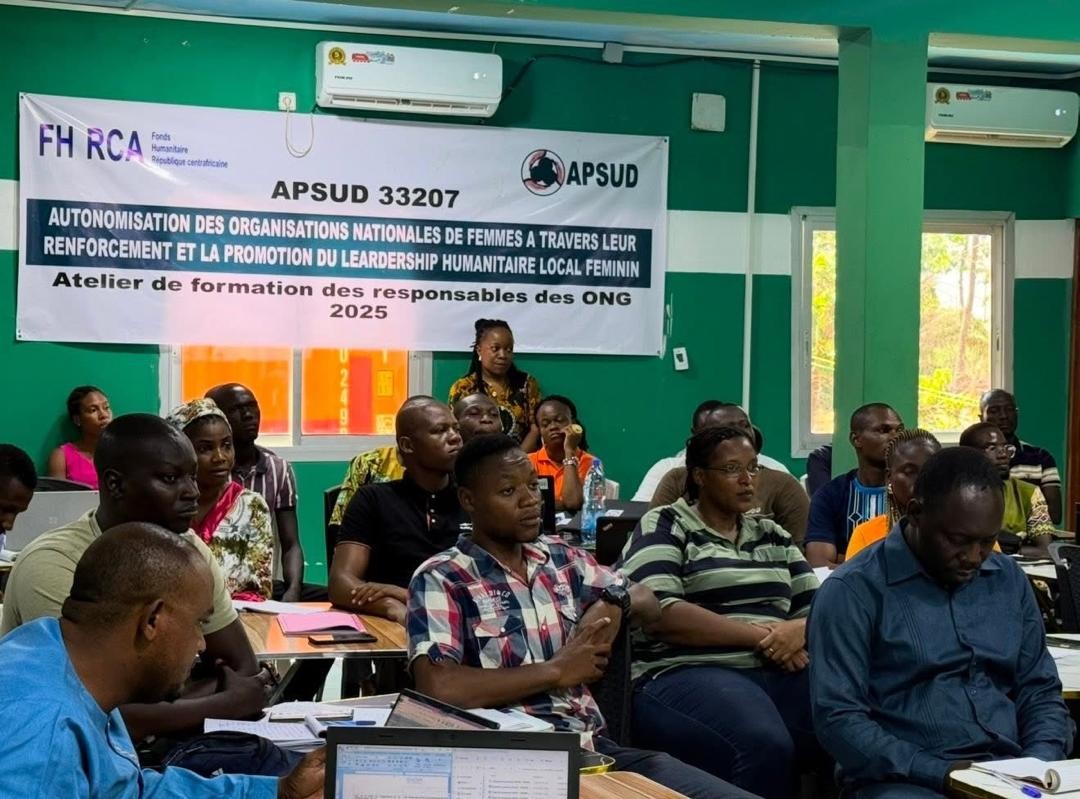 FH RCA
Fonds
Humanitaire
République centrafricaine
APSUD
APSUD 33207
AUTONOMISATION DES ORGANISATIONS NATIONALES DE FEMMES A TRAVERS LEUR
RENFORCEMENT ET LA PROMOTION DU LEARDERSHIP HUMANITAIRE LOCAL FEMININ
Atelier de formation des responsables des ONG
2025